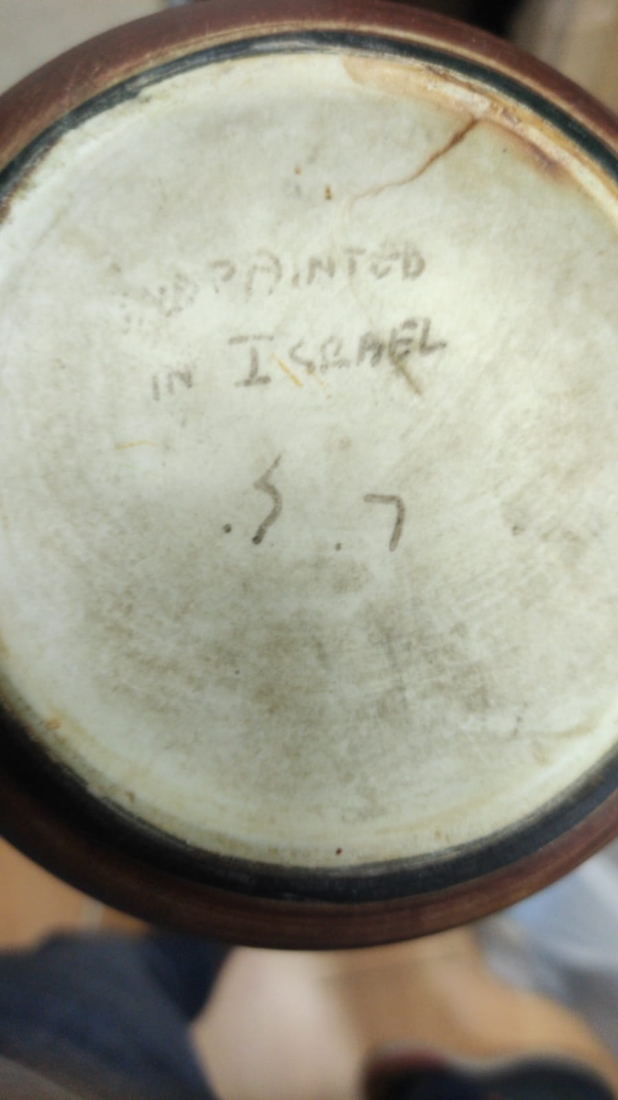 PAINTED
IN ISRAEL
ר. ל.